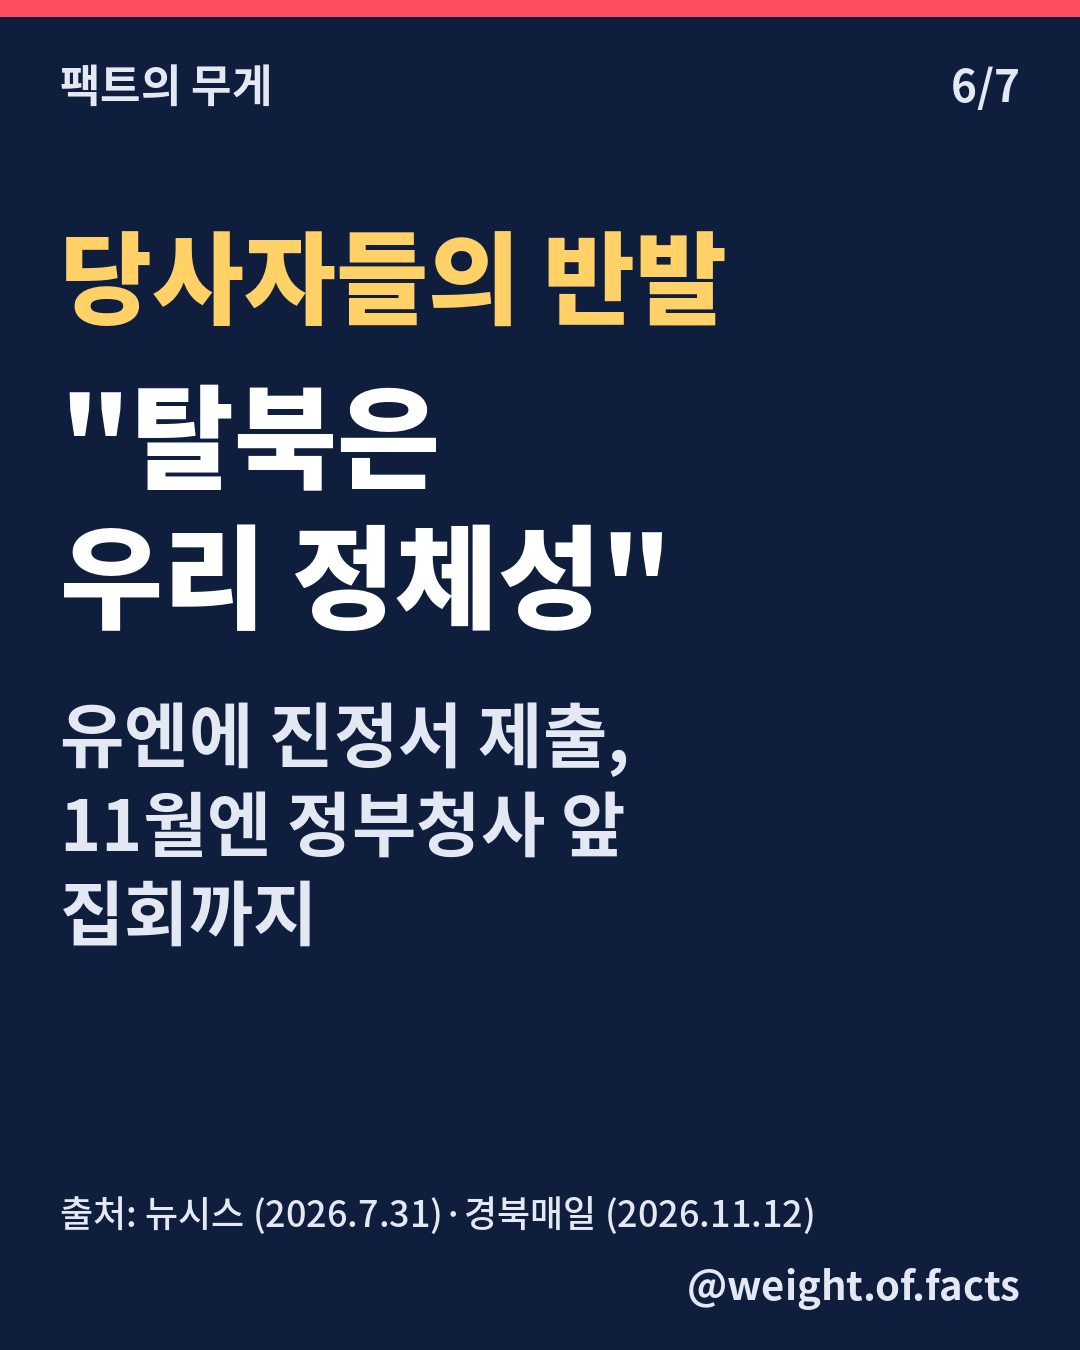 팩트의 무게
6/7
당사자들의 반발
"탈북은
우리 정체성"
유엔에 진정서 제출,
11월엔 정부청사 앞
집회까지
출처: 뉴시스 (2026.7.31) · 경북매일 (2026.11.12)
@weight.of.facts